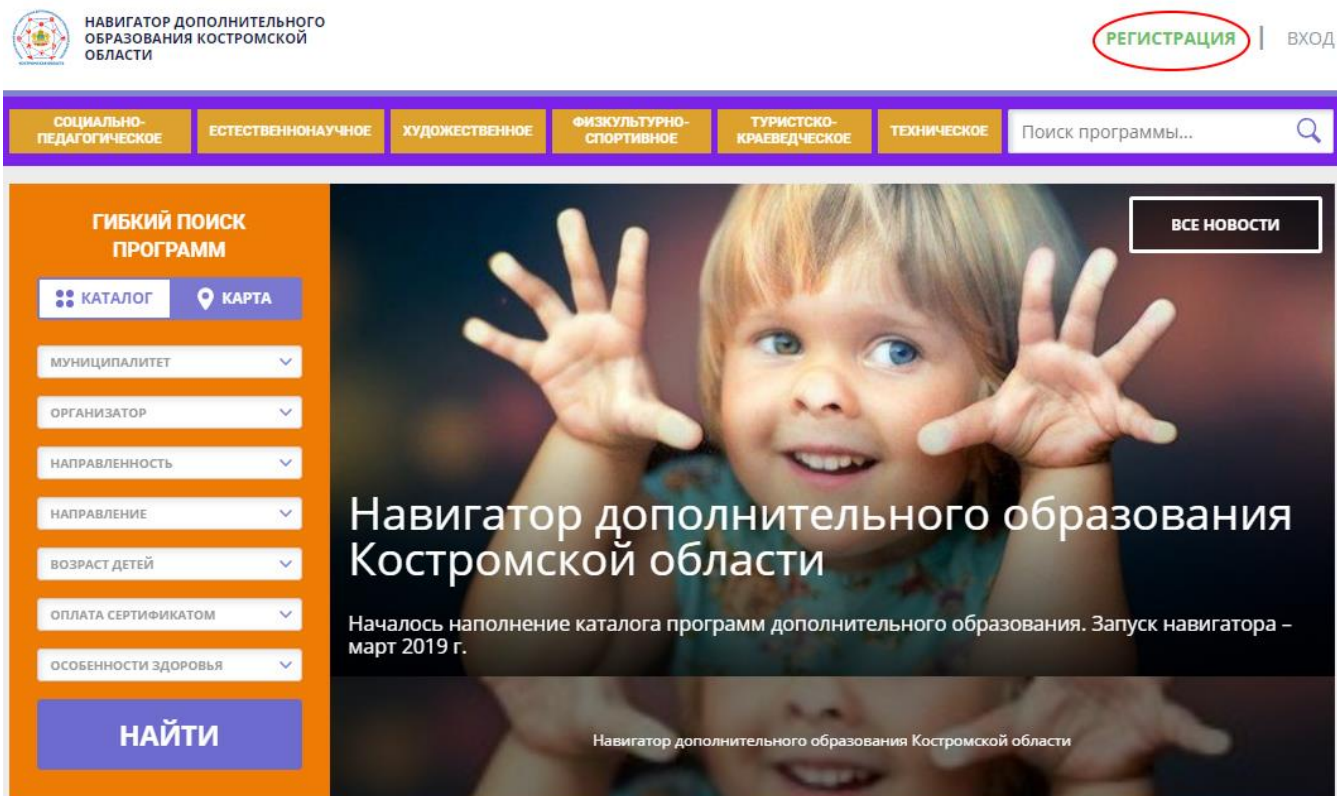 НАВИГАТОР ДОПОЛНИТЕЛЬНОГО
ОБРАЗОВАНИЯ КОСТРОМСКОЙ
ОБЛАСТИ
РЕГИСТРАЦИЯ | ВХОД
СОЦИАЛЬНО-
ПЕДАГОГИЧЕСКОЕ
ЕСТЕСТВЕННОНАУЧНОЕ
ХУДОЖЕСТВЕННОЕ
ФИЗКУЛЬТУРНО-
СПОРТИВНОЕ
ТУРИСТСКО-
КРАЕВЕДЧЕСКОЕ
ТЕХНИЧЕСКОЕ
Поиск программы...
ГИБКИЙ ПОИСК
ПРОГРАММ
КАТАЛОГ
КАРТА
МУНИЦИПАЛИТЕТ
ОРГАНИЗАТОР
НАПРАВЛЕННОСТЬ
НАПРАВЛЕНИЕ
ВОЗРАСТ ДЕТЕЙ
ОПЛАТА СЕРТИФИКАТОМ
ОСОБЕННОСТИ ЗДОРОВЬЯ
НАЙТИ
ВСЕ НОВОСТИ
Навигатор дополнительного образования
Костромской области
Началось наполнение каталога программ дополнительного образования. Запуск навигатора –
март 2019 г.
Навигатор дополнительного образования Костромской области